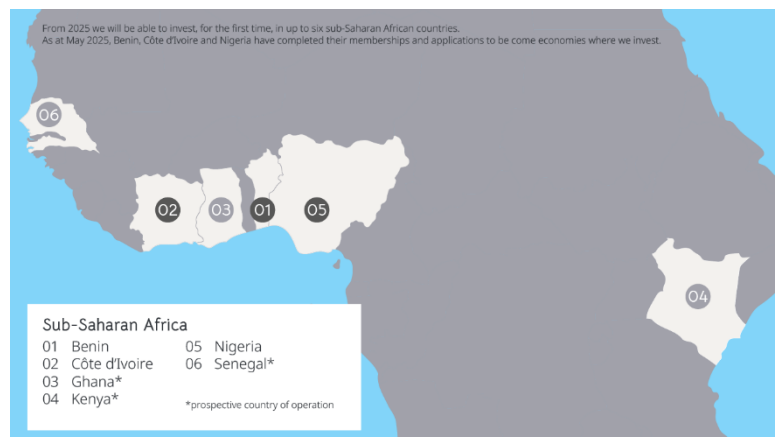 From 2025 we will be able to invest, for the first time, in up to six sub-Saharan African countries.
As at May 2025, Benin, Côte d'Ivoire and Nigeria have completed their memberships and applications to be come economies where we invest.
06
02
03
01
05
04
Sub-Saharan Africa
01 Benin
02 Côte d'Ivoire
03 Ghana*
04 Kenya*
05 Nigeria
06 Senegal*
*prospective country of operation